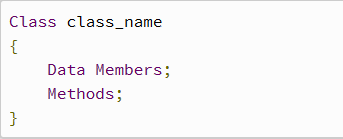 Class class_name
{
    Data Members;
    Methods;
}